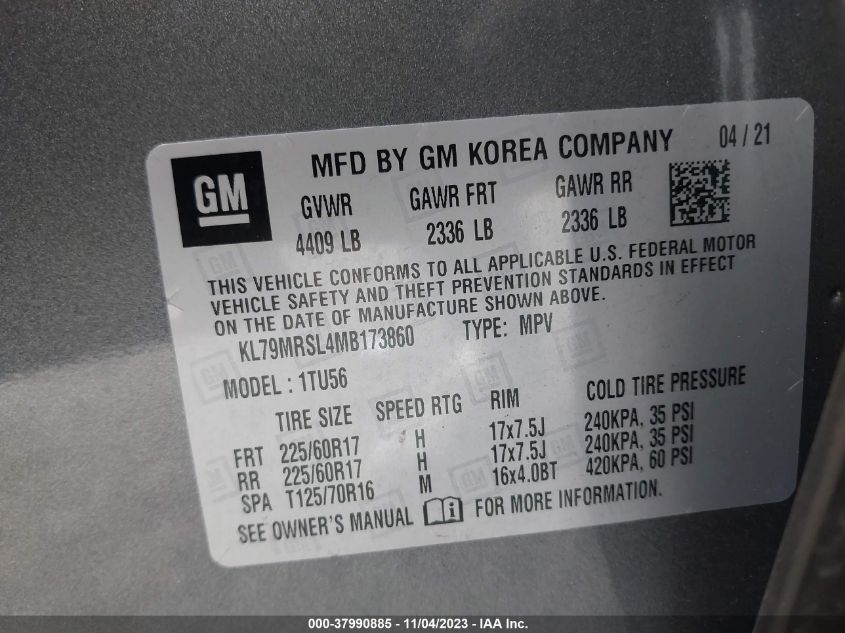 GM
MFD BY GM KOREA COMPANY 04 / 21
GVWR GAWR FRT GAWR RR
4409 LB 2336 LB 2336 LB
THIS VEHICLE CONFORMS TO ALL APPLICABLE U.S. FEDERAL MOTOR
VEHICLE SAFETY AND THEFT PREVENTION STANDARDS IN EFFECT
ON THE DATE OF MANUFACTURE SHOWN ABOVE.
KL79MRSL4MB173860 TYPE: MPV
MODEL : 1TU56
TIRE SIZE SPEED RTG RIM COLD TIRE PRESSURE
FRT 225/60R17 H 17x7.5J 240KPA, 35 PSI
RR 225/60R17 H 17x7.5J 240KPA, 35 PSI
SPA T125/70R16 M 16x4.0BT 420KPA, 60 PSI
SEE OWNER'S MANUAL FOR MORE INFORMATION.
000-37990885 - 11/04/2023 - IAA Inc.